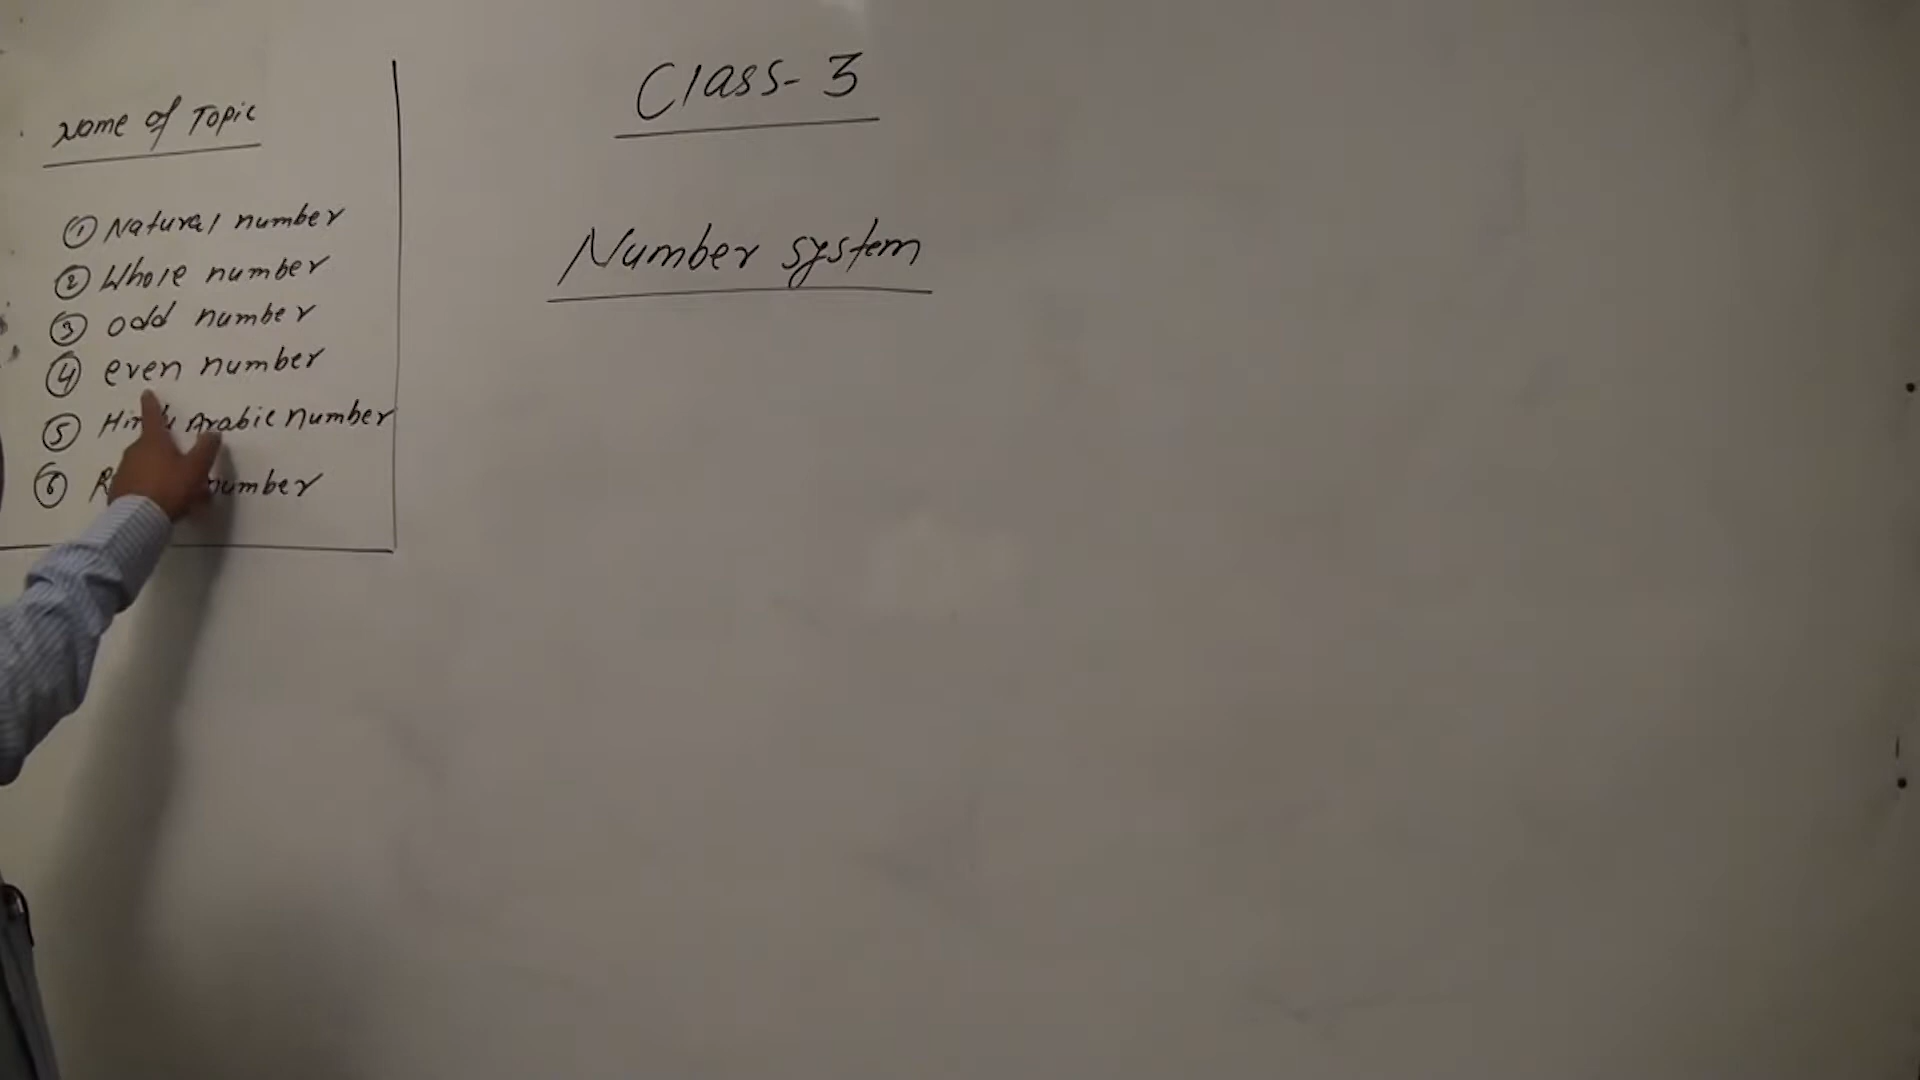 Class-3
Name of Topic
Number system
① Natural number
② Whole number
③ odd number
④ even number
⑤ Arabic number
⑥ number